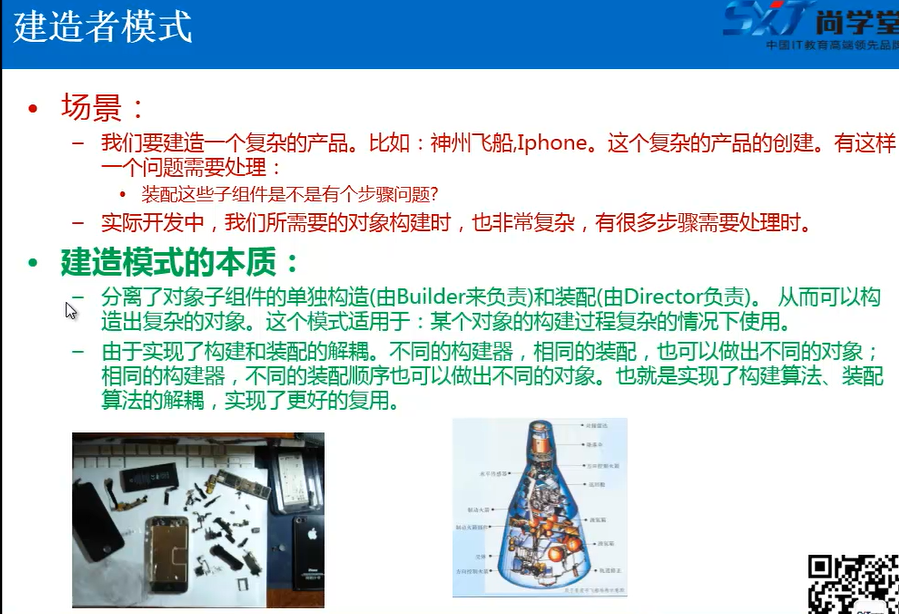 建造者模式
SXT 尚学堂
中国IT教育高端领先品牌
• 场景：
– 我们要建造一个复杂的产品。比如：神州飞船,Iphone。这个复杂的产品的创建。有这样
一个问题需要处理：
• 装配这些子组件是不是有个步骤问题?
– 实际开发中，我们所需要的对象构建时，也非常复杂，有很多步骤需要处理时。
• 建造模式的本质：
– 分离了对象子组件的单独构造(由Builder来负责)和装配(由Director负责)。 从而可以构
造出复杂的对象。这个模式适用于：某个对象的构建过程复杂的情况下使用。
– 由于实现了构建和装配的解耦。不同的构建器，相同的装配，也可以做出不同的对象；
相同的构建器，不同的装配顺序也可以做出不同的对象。也就是实现了构建算法、装配
算法的解耦，实现了更好的复用。